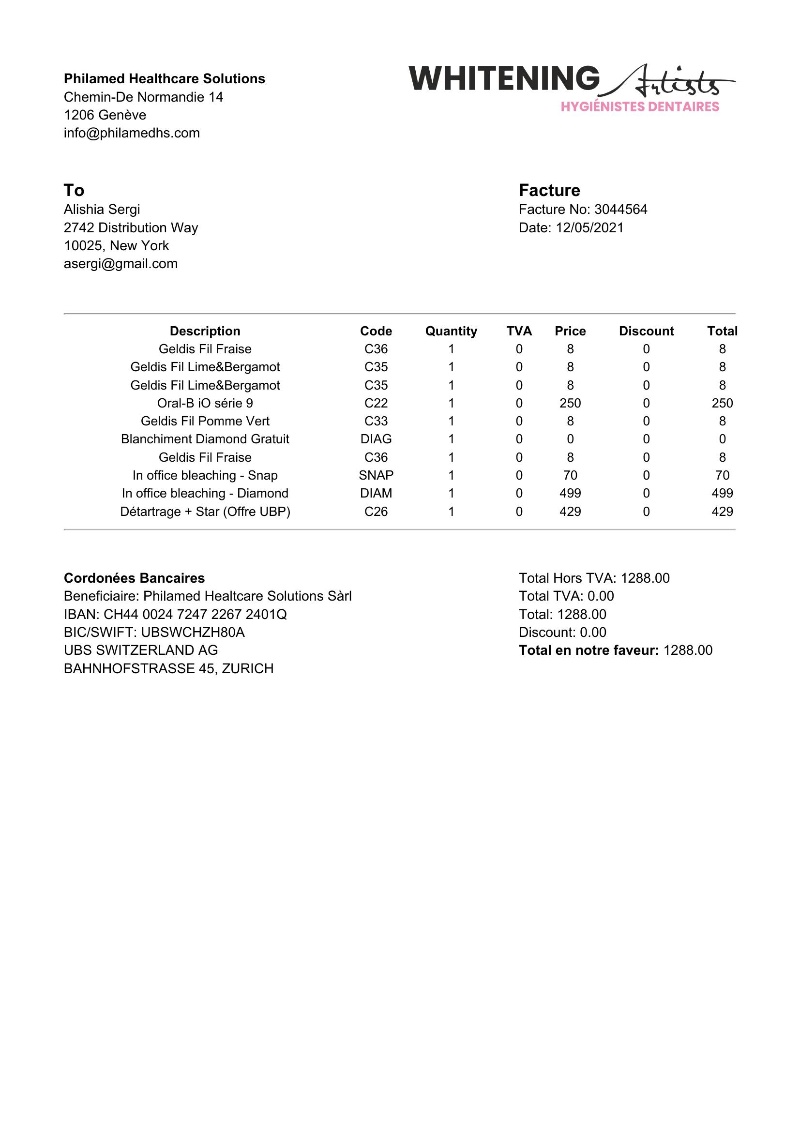 Philamed Healthcare Solutions
Chemin-De Normandie 14
1206 Genève
info@philamedhs.com
WHITENING Artists
HYGIÉNISTES DENTAIRES
To
Alishia Sergi
2742 Distribution Way
10025, New York
asergi@gmail.com
Facture
Facture No: 3044564
Date: 12/05/2021
Description Code Quantity TVA Price Discount Total
Geldis Fil Fraise C36 1 0 8 0 8
Geldis Fil Lime&Bergamot C35 1 0 8 0 8
Geldis Fil Lime&Bergamot C35 1 0 8 0 8
Oral-B iO série 9 C22 1 0 250 0 250
Geldis Fil Pomme Vert C33 1 0 8 0 8
Blanchiment Diamond Gratuit DIAG 1 0 0 0 0
Geldis Fil Fraise C36 1 0 8 0 8
In office bleaching - Snap SNAP 1 0 70 0 70
In office bleaching - Diamond DIAM 1 0 499 0 499
Détartrage + Star (Offre UBP) C26 1 0 429 0 429
Cordonées Bancaires
Beneficiaire: Philamed Healtcare Solutions Sàrl
IBAN: CH44 0024 7247 2267 2401Q
BIC/SWIFT: UBSWCHZH80A
UBS SWITZERLAND AG
BAHNHOFSTRASSE 45, ZURICH
Total Hors TVA: 1288.00
Total TVA: 0.00
Total: 1288.00
Discount: 0.00
Total en notre faveur: 1288.00